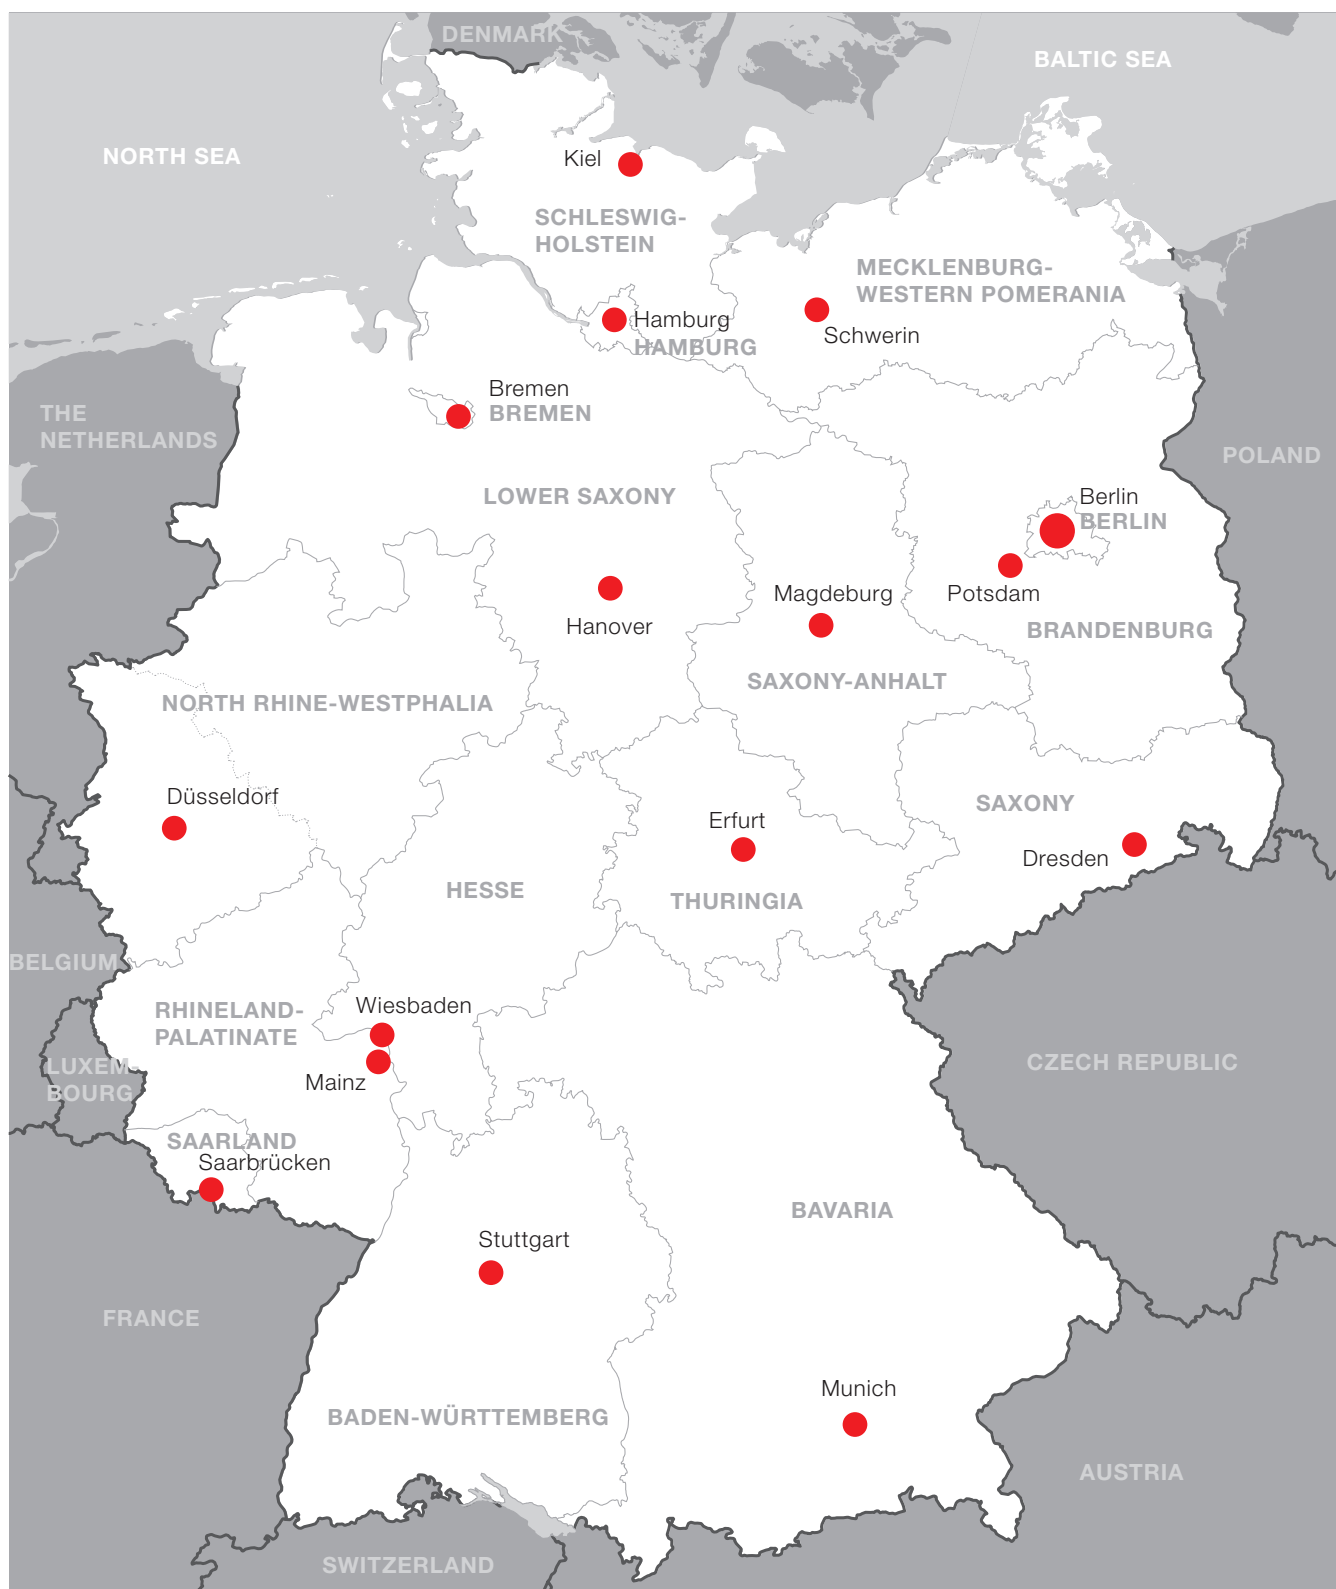 DENMARK
BALTIC SEA
NORTH SEA
Kiel
SCHLESWIG-
HOLSTEIN
MECKLENBURG-
WESTERN POMERANIA
Hamburg
HAMBURG
Schwerin
Bremen
BREMEN
THE
NETHERLANDS
POLAND
LOWER SAXONY
Berlin
BERLIN
Potsdam
Magdeburg
Hanover
BRANDENBURG
SAXONY-ANHALT
NORTH RHINE-WESTPHALIA
Düsseldorf
SAXONY
Erfurt
Dresden
HESSE
THURINGIA
BELGIUM
Wiesbaden
RHINELAND-
PALATINATE
LUXEM-
BOURG
Mainz
CZECH REPUBLIC
SAARLAND
Saarbrücken
BAVARIA
Stuttgart
FRANCE
Munich
BADEN-WÜRTTEMBERG
AUSTRIA
SWITZERLAND